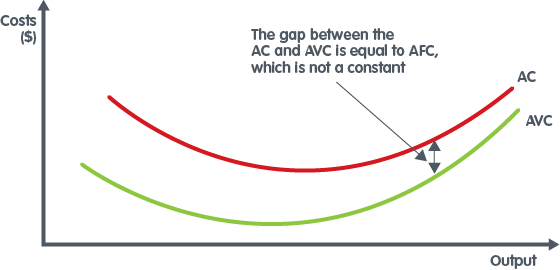 Costs
($)
The gap between the
AC and AVC is equal to AFC,
which is not a constant
AC
AVC
Output